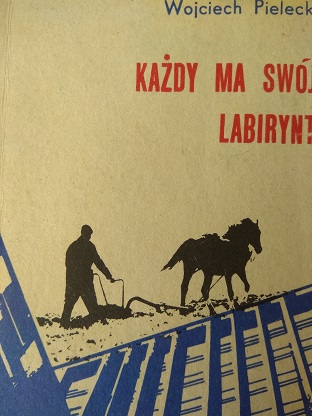 Wojciech Pieleck
KAŻDY MA SWÓJ
LABIRYNT